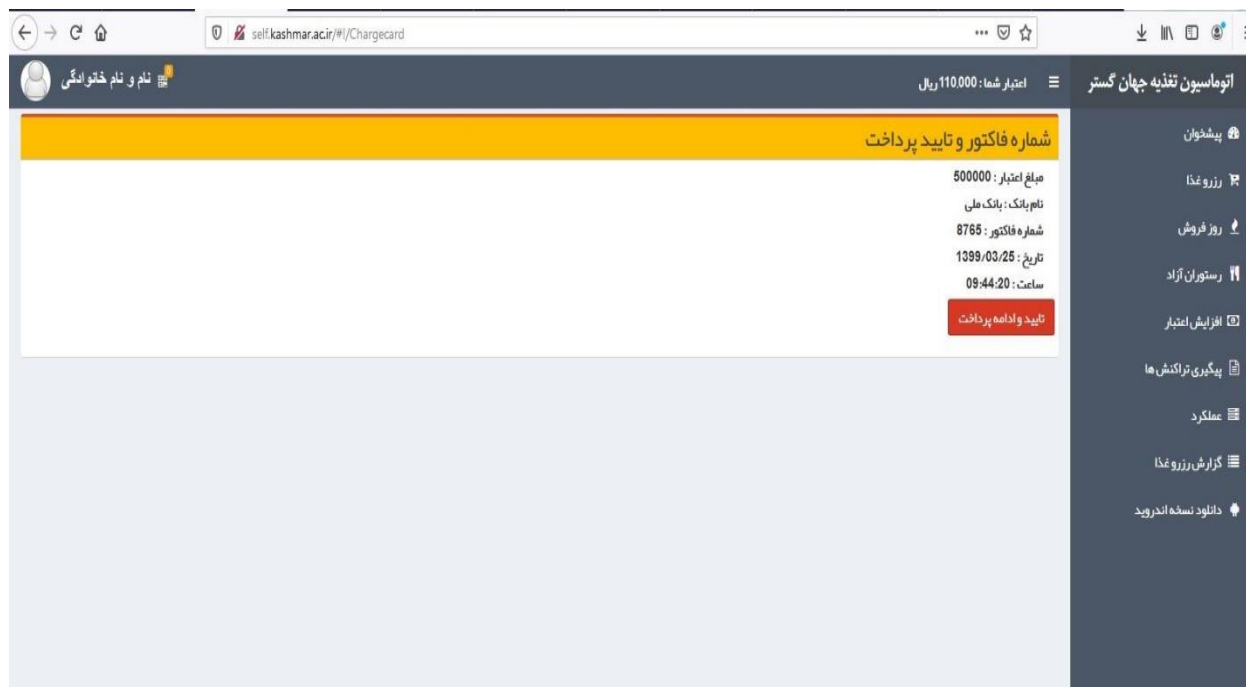 self.kashmar.ac.ir/#!/Chargecard
اتوماسیون تغذیه جهان گستر
اعتبار شما : 110,000 ریال
نام و نام خانوادگی
0
شماره فاکتور و تایید پرداخت
مبلغ اعتبار : 500000
نام بانک : بانک ملی
شماره فاکتور : 8765
تاریخ : 1399/03/25
ساعت : 09:44:20
تایید و ادامه پرداخت
پیشخوان
رزرو غذا
روز فروش
رستوران آزاد
افزایش اعتبار
پیگیری تراکنش ها
عملکرد
گزارش رزرو غذا
دانلود نسخه اندروید